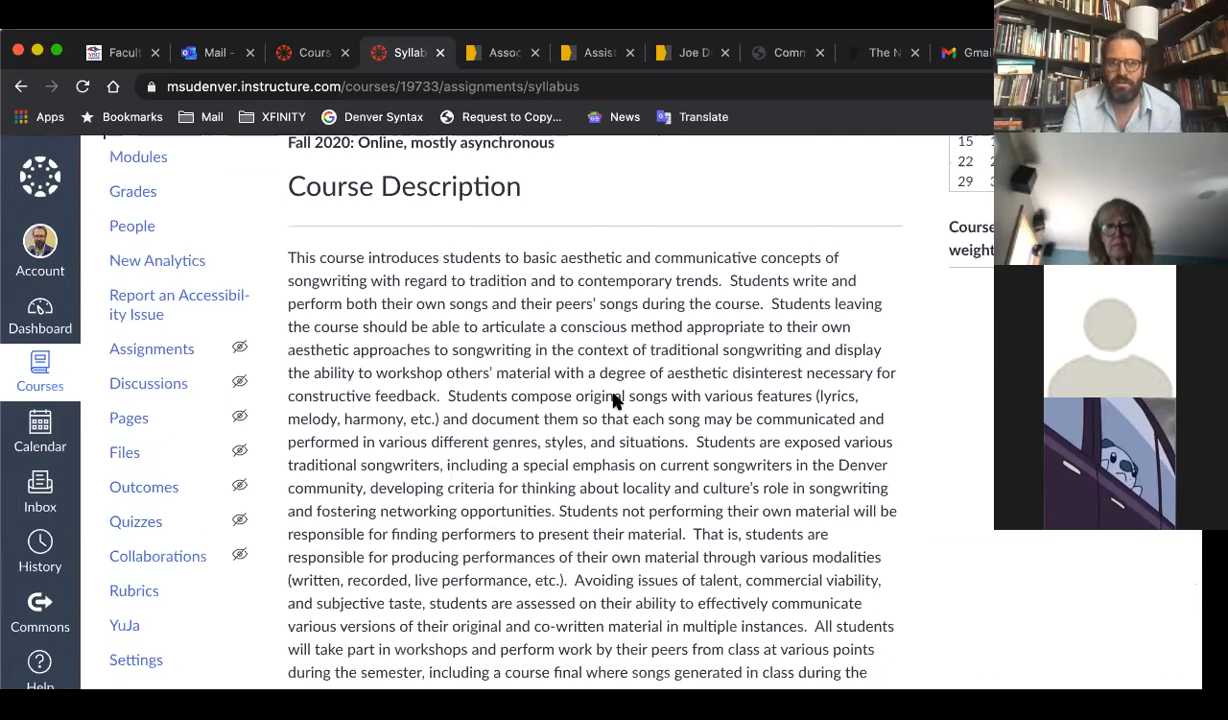 Facult
Mail -
Cours
Syllab
Assoc
Assist
Joe D
Comm
The N
Gmai
msudenver.instructure.com/courses/19733/assignments/syllabus
Apps
Bookmarks
Mail
XFINITY
Denver Syntax
Request to Copy...
News
Translate
Account
Dashboard
Courses
Calendar
Inbox
History
Commons
Help
Modules
Grades
People
New Analytics
Report an Accessibil-
ity Issue
Assignments
Discussions
Pages
Files
Outcomes
Quizzes
Collaborations
Rubrics
YuJa
Settings
Fall 2020: Online, mostly asynchronous
Course Description
This course introduces students to basic aesthetic and communicative concepts of
songwriting with regard to tradition and to contemporary trends.  Students write and
perform both their own songs and their peers' songs during the course.  Students leaving
the course should be able to articulate a conscious method appropriate to their own
aesthetic approaches to songwriting in the context of traditional songwriting and display
the ability to workshop others' material with a degree of aesthetic disinterest necessary for
constructive feedback.  Students compose original songs with various features (lyrics,
melody, harmony, etc.) and document them so that each song may be communicated and
performed in various different genres, styles, and situations.  Students are exposed various
traditional songwriters, including a special emphasis on current songwriters in the Denver
community, developing criteria for thinking about locality and culture's role in songwriting
and fostering networking opportunities. Students not performing their own material will be
responsible for finding performers to present their material.  That is, students are
responsible for producing performances of their own material through various modalities
(written, recorded, live performance, etc.).  Avoiding issues of talent, commercial viability,
and subjective taste, students are assessed on their ability to effectively communicate
various versions of their original and co-written material in multiple instances.  All students
will take part in workshops and perform work by their peers from class at various points
during the semester, including a course final where songs generated in class during the
15
22
29
Course
weight